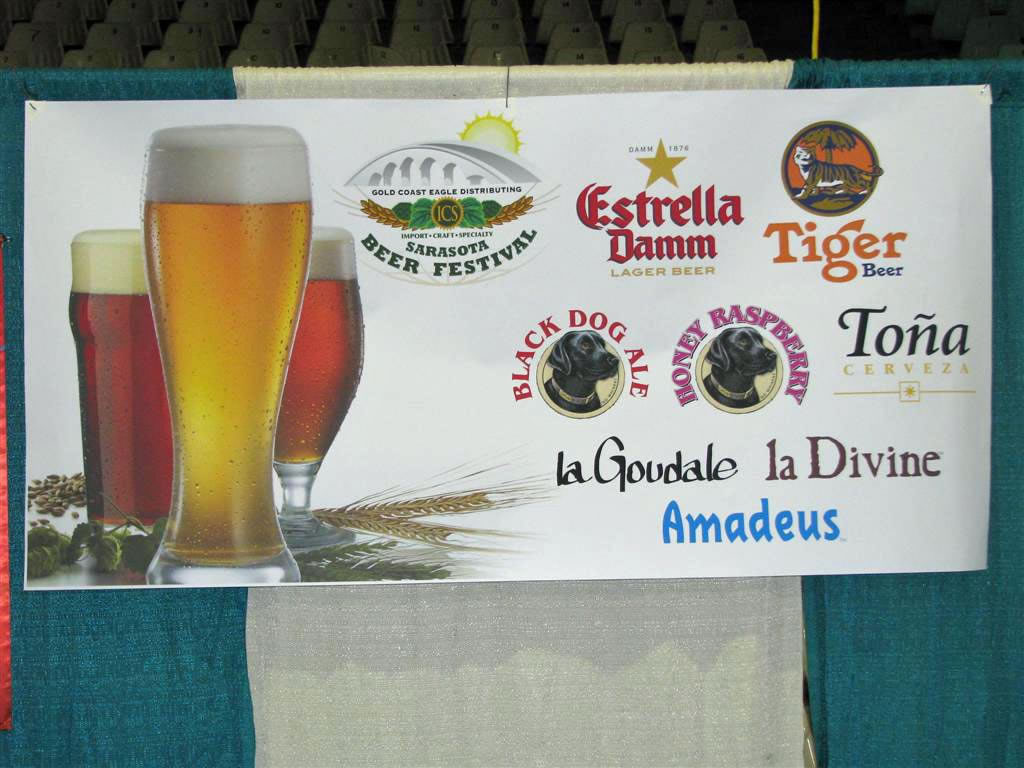 GOLD COAST EAGLE DISTRIBUTING
ICS
IMPORT • CRAFT • SPECIALTY
SARASOTA
BEER FESTIVAL
DAMM 1876
Estrella
Damm
LAGER BEER
Tiger
Beer
BLACK DOG ALE
HONEY RASPBERRY
Toña
CERVEZA
la Goudale
la Divine
Amadeus